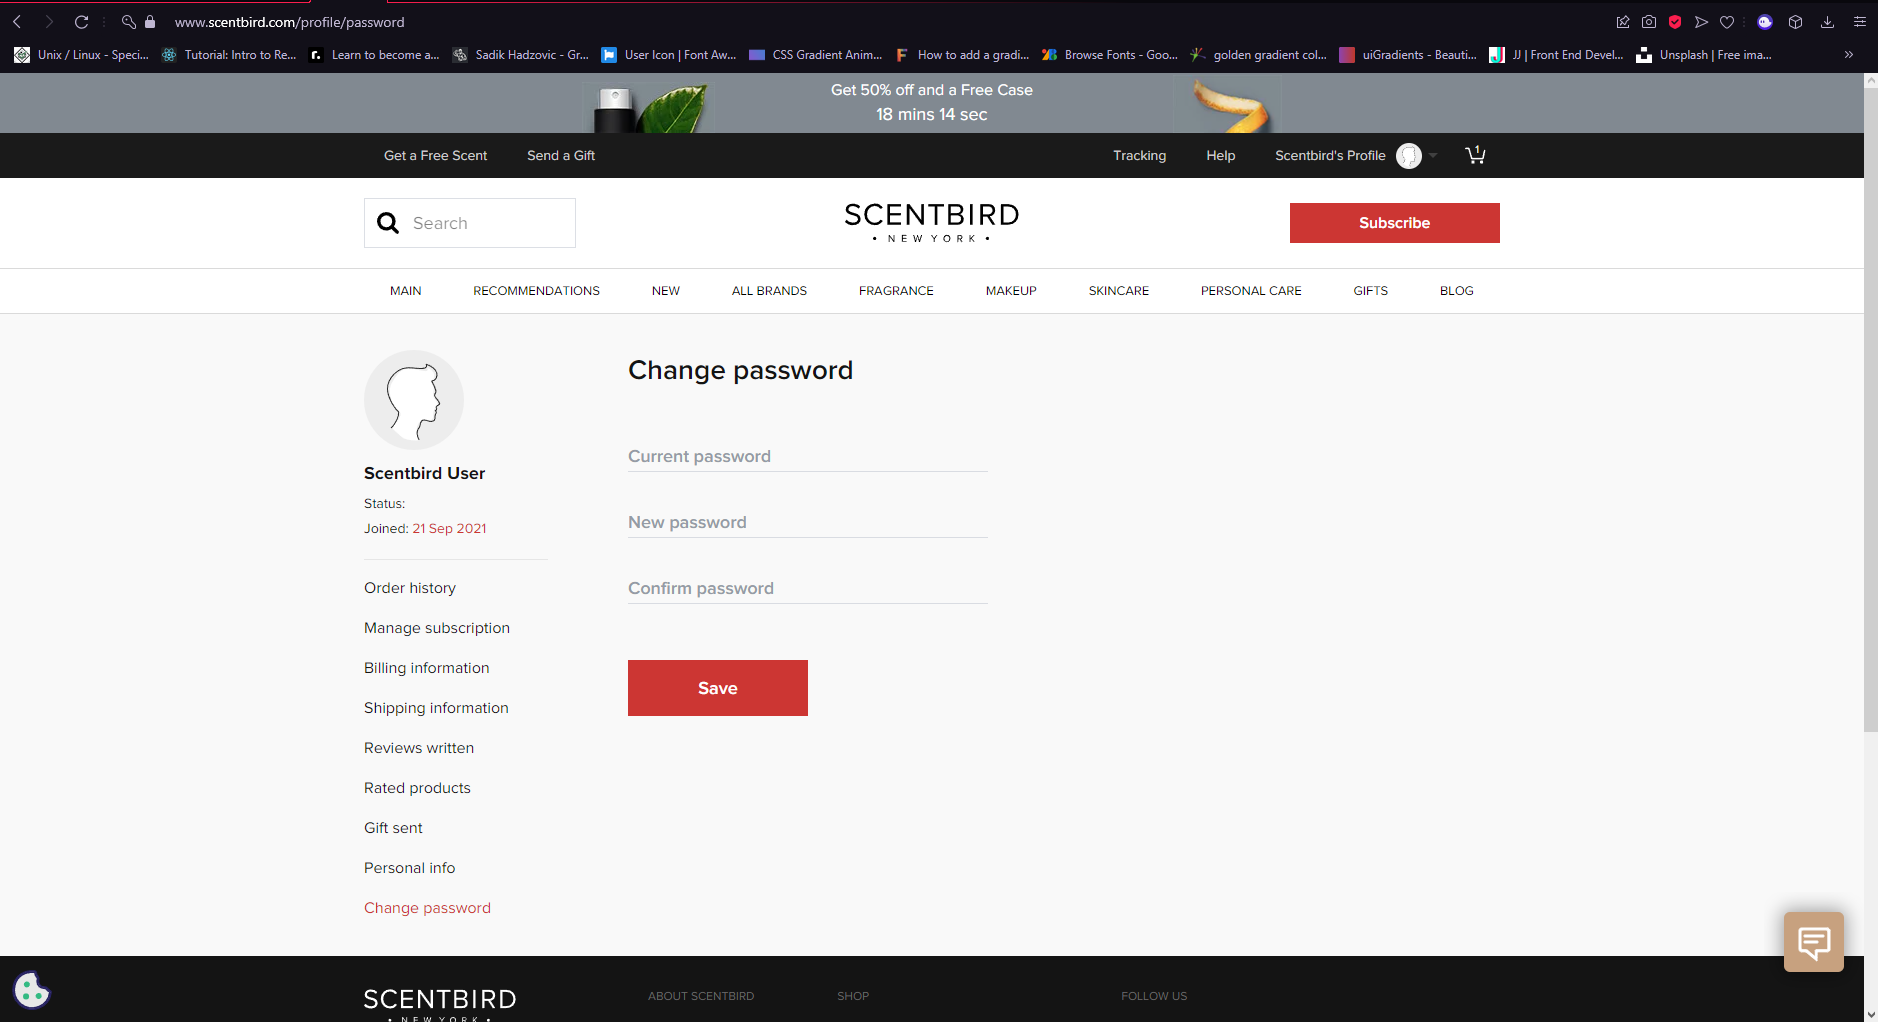 www.scentbird.com/profile/password
Unix / Linux - Speci... Tutorial: Intro to Re... Learn to become a... Sadik Hadzovic - Gr... User Icon | Font Aw... CSS Gradient Anim... How to add a gradi... Browse Fonts - Goo... golden gradient col... uiGradients - Beauti... JJ | Front End Devel... Unsplash | Free ima...
Get 50% off and a Free Case
18 mins 14 sec
Get a Free Scent Send a Gift Tracking Help Scentbird's Profile 1
Search
SCENTBIRD
• NEW YORK •
Subscribe
MAIN RECOMMENDATIONS NEW ALL BRANDS FRAGRANCE MAKEUP SKINCARE PERSONAL CARE GIFTS BLOG
Scentbird User
Status:
Joined: 21 Sep 2021
Order history
Manage subscription
Billing information
Shipping information
Reviews written
Rated products
Gift sent
Personal info
Change password
Change password
Current password
New password
Confirm password
Save
SCENTBIRD
• NEW YORK •
ABOUT SCENTBIRD SHOP FOLLOW US